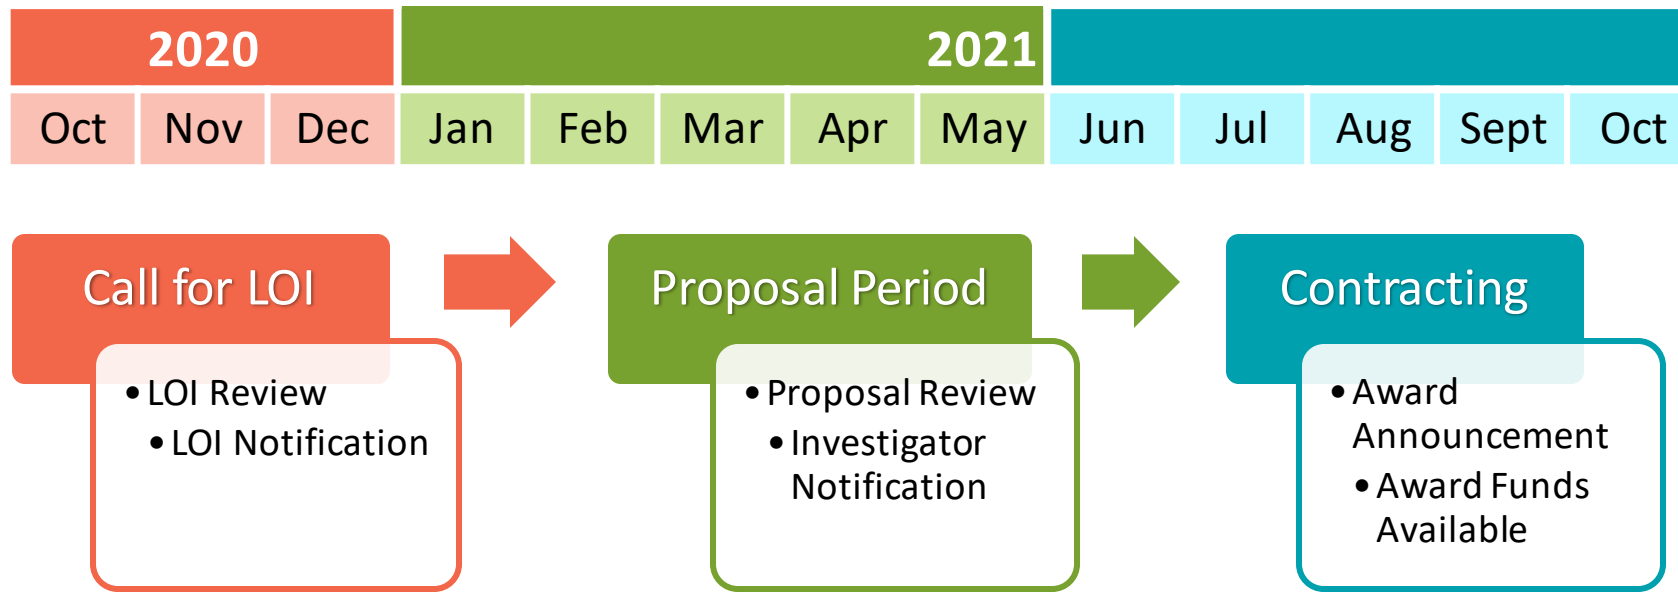 2020 2021
Oct Nov Dec Jan Feb Mar Apr May Jun Jul Aug Sept Oct
Call for LOI
• LOI Review
• LOI Notification
Proposal Period
• Proposal Review
• Investigator
Notification
Contracting
• Award
Announcement
• Award Funds
Available